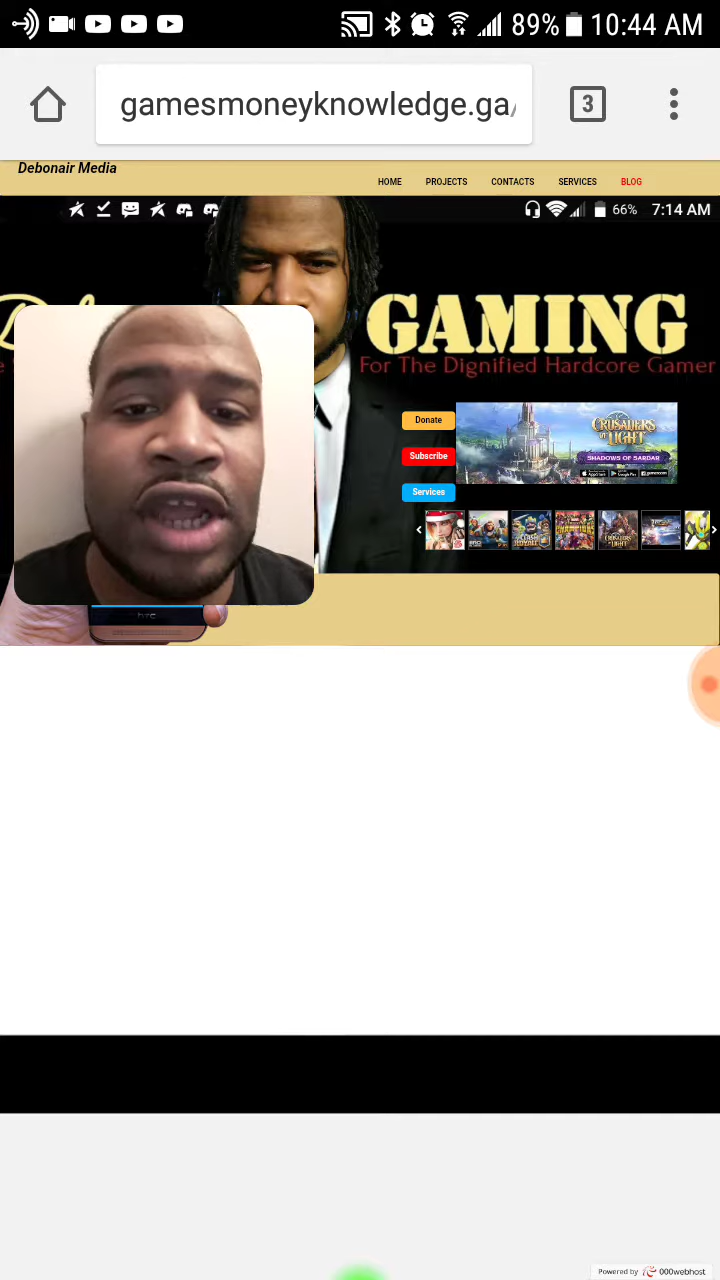 89% 10:44 AM
gamesmoneyknowledge.ga/
3
Debonair Media
HOME PROJECTS CONTACTS SERVICES BLOG
66% 7:14 AM
GAMING
For The Dignified Hardcore Gamer
Donate
CRUSADERS
OF LIGHT
SHADOWS OF SARDAR
Subscribe
Services
hTC
Powered by 000webhost